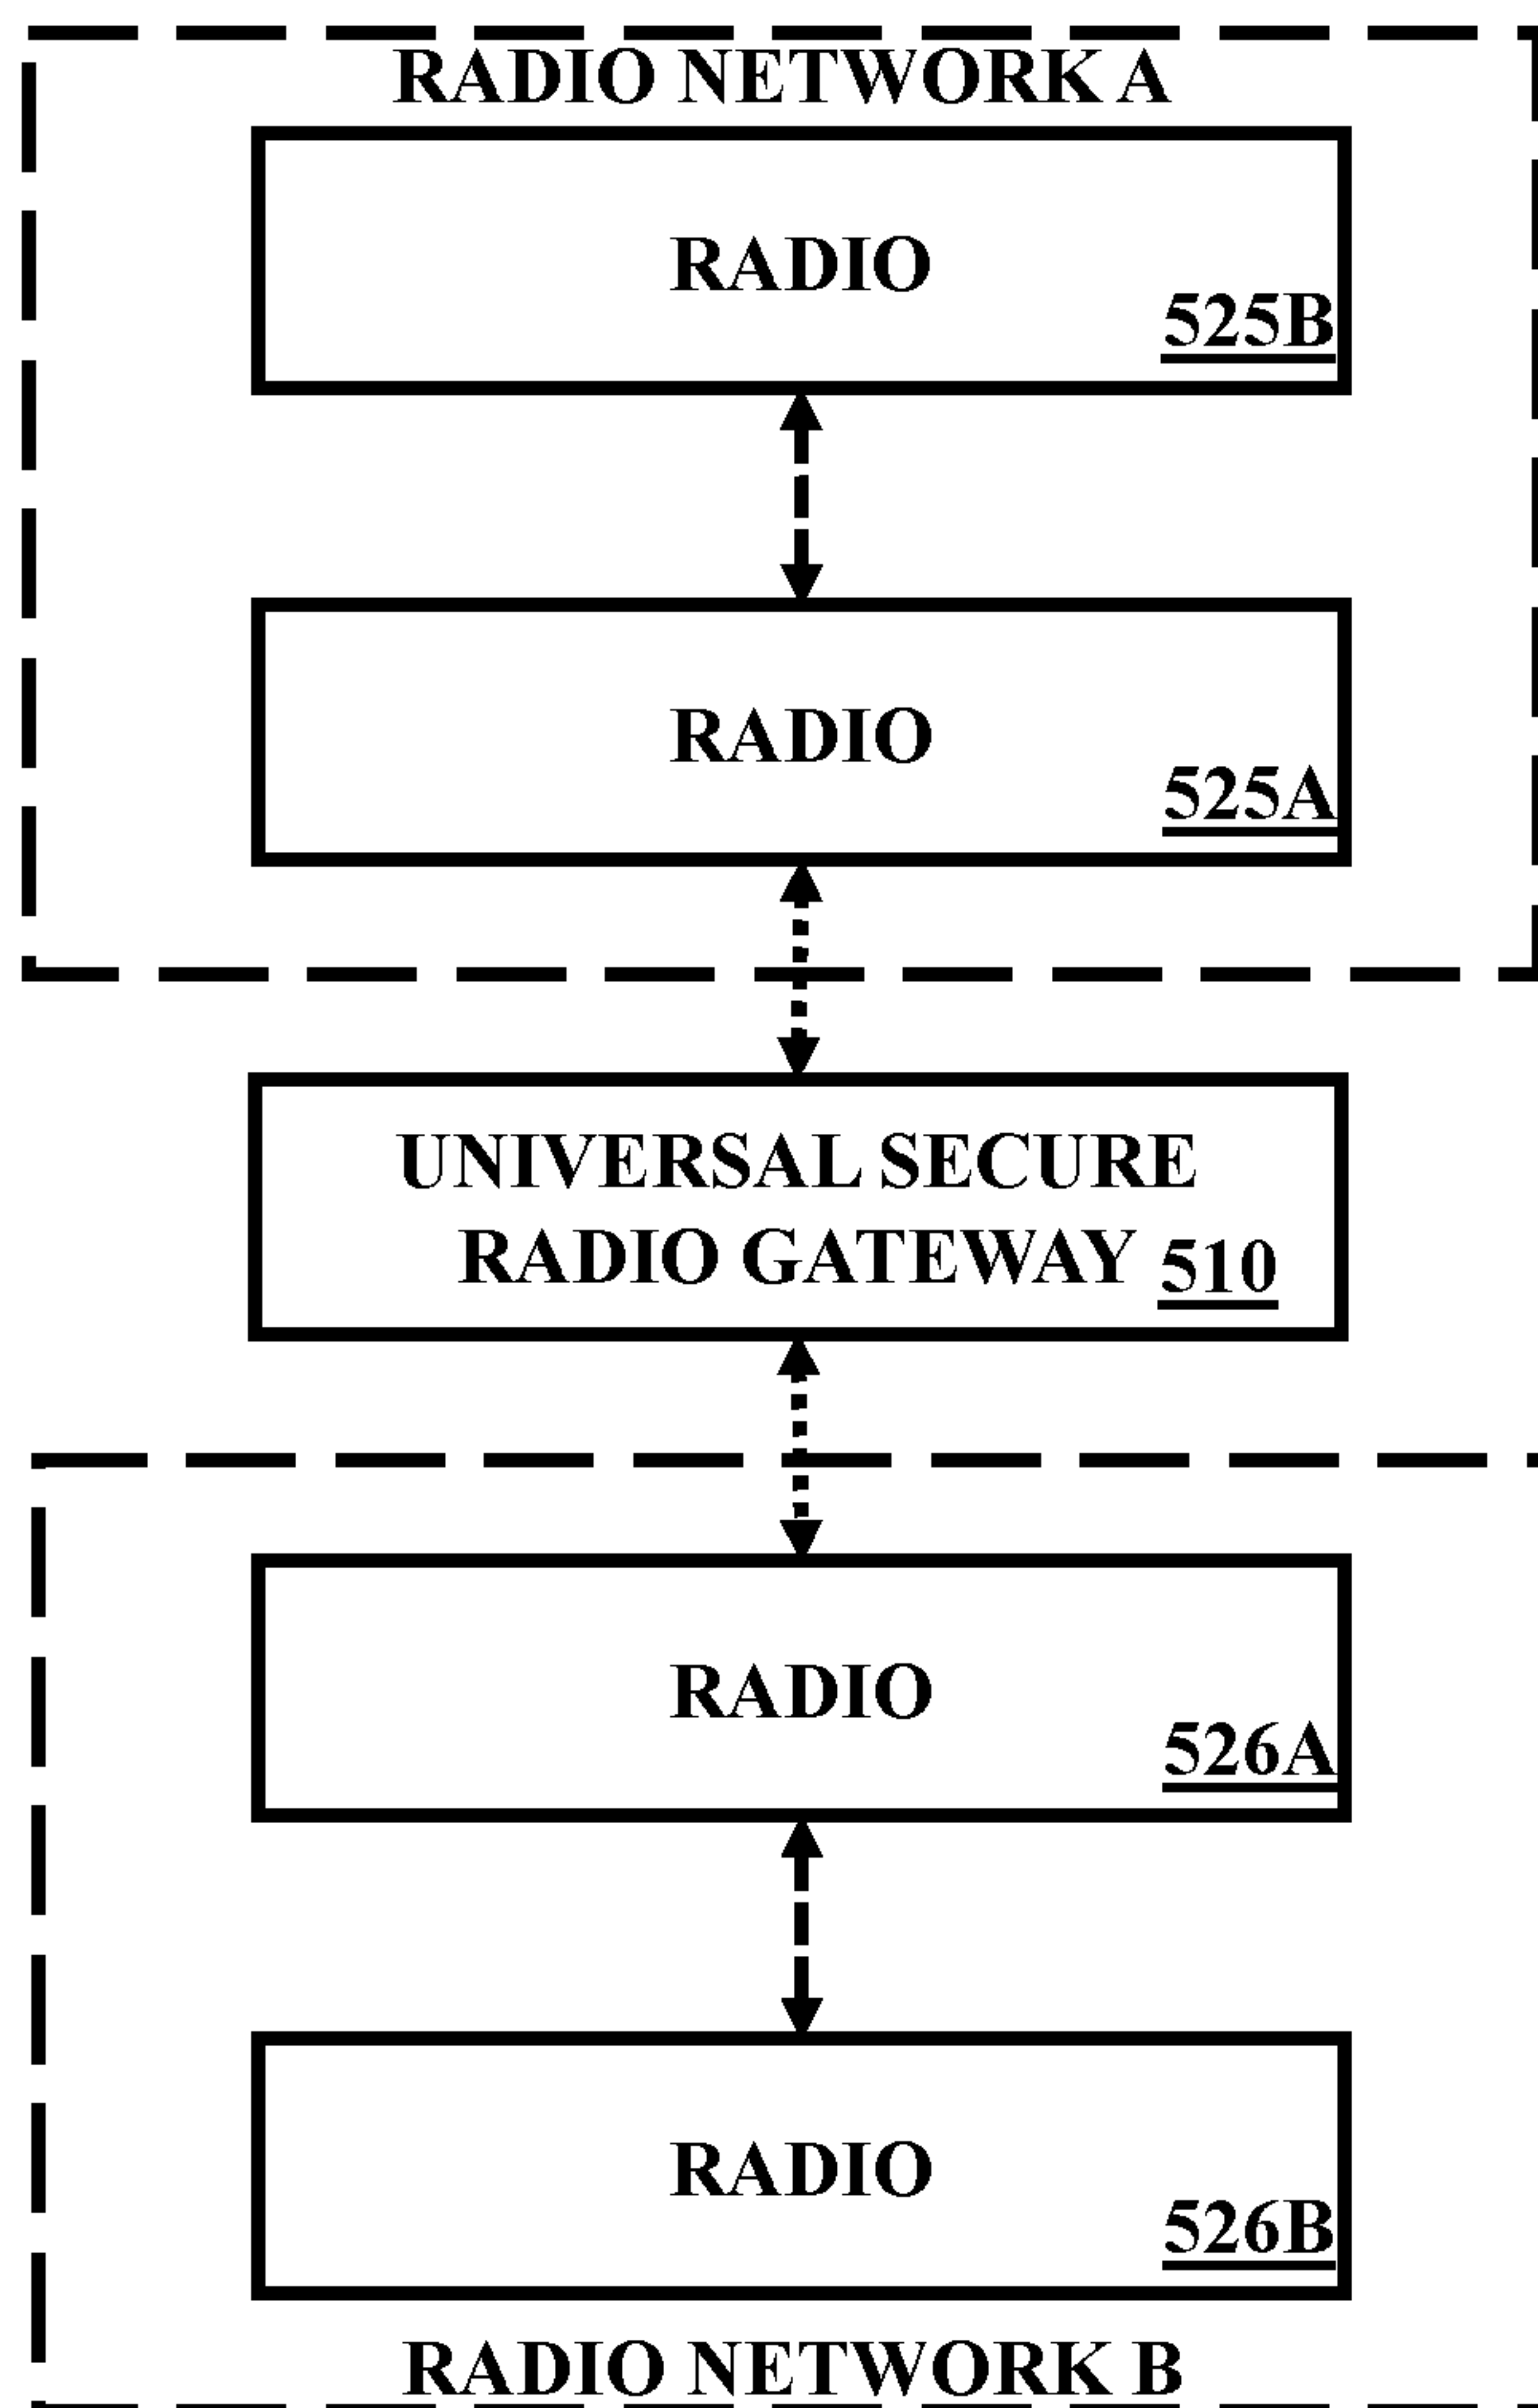 RADIO NETWORK A
RADIO
525B
RADIO
525A
UNIVERSAL SECURE
RADIO GATEWAY 510
RADIO
526A
RADIO
526B
RADIO NETWORK B